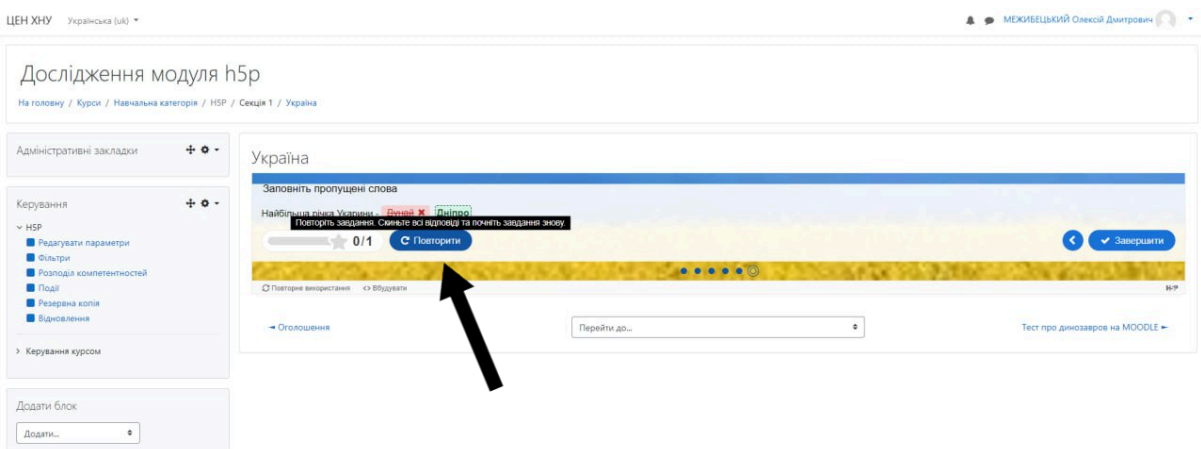 ЦЕН ХНУ Українська (uk)
МЕЖИБЕЦЬКИЙ Олексій Дмитрович
Дослідження модуля h5p
На головну / Курси / Навчальна категорія / H5P / Секція 1 / Україна
Адміністративні закладки
Керування
H5P
Редагувати параметри
Фільтри
Розподіл компетентностей
Події
Резервна копія
Відновлення
Керування курсом
Додати блок
Додати...
Україна
Заповніть пропущені слова
Найбільша річка Украрини - Дунай Дніпро
Повторіть завдання. Скиньте всі відповіді та почніть завдання знову.
0/1 Повторити
Завершити
Повторне використання <> Вбудувати
H-P
Оголошення
Перейти до...
Тест про динозаврів на MOODLE